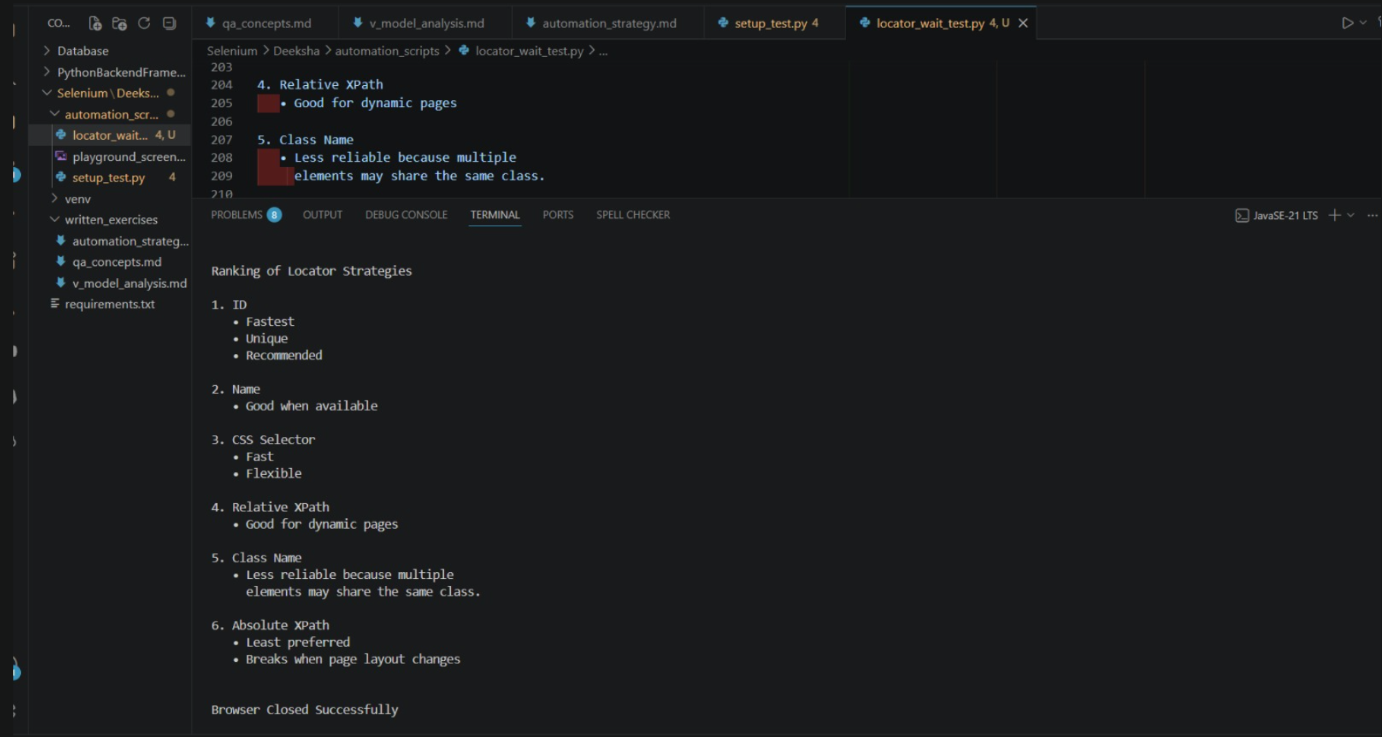 CO...
qa_concepts.md
v_model_analysis.md
automation_strategy.md
setup_test.py 4
locator_wait_test.py 4, U
Database
PythonBackendFrame...
Selenium\Deeks...
automation_scr...
locator_wait... 4, U
playground_screen...
setup_test.py 4
venv
written_exercises
automation_strateg...
qa_concepts.md
v_model_analysis.md
requirements.txt
Selenium > Deeksha > automation_scripts > locator_wait_test.py > ...
203
204 4. Relative XPath
205 • Good for dynamic pages
206
207 5. Class Name
208 • Less reliable because multiple
209 elements may share the same class.
210
PROBLEMS 8 OUTPUT DEBUG CONSOLE TERMINAL PORTS SPELL CHECKER JavaSE-21 LTS
Ranking of Locator Strategies
1. ID
• Fastest
• Unique
• Recommended
2. Name
• Good when available
3. CSS Selector
• Fast
• Flexible
4. Relative XPath
• Good for dynamic pages
5. Class Name
• Less reliable because multiple
elements may share the same class.
6. Absolute XPath
• Least preferred
• Breaks when page layout changes
Browser Closed Successfully